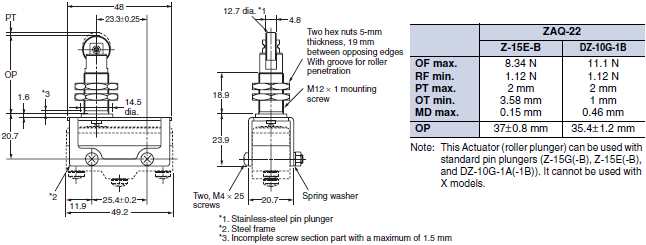 PT
48
23.3±0.25
OP
1.6
*3
14.5
dia.
20.7
*2
11.9
25.4±0.2
49.2
12.7 dia. *1
4.8
Two hex nuts 5-mm
thickness, 19 mm
between opposing edges
With groove for roller
penetration
M12 × 1 mounting
screw
18.9
23.9
Two, M4 × 25
screws
20.7
Spring washer
*1. Stainless-steel pin plunger
*2. Steel frame
*3. Incomplete screw section part with a maximum of 1.5 mm
ZAQ-22
Z-15E-B DZ-10G-1B
OF max. 8.34 N 11.1 N
RF min. 1.12 N 1.12 N
PT max. 2 mm 2 mm
OT min. 3.58 mm 1 mm
MD max. 0.15 mm 0.46 mm
OP 37±0.8 mm 35.4±1.2 mm
Note: This Actuator (roller plunger) can be used with
standard pin plungers (Z-15G(-B), Z-15E(-B),
and DZ-10G-1A(-1B)). It cannot be used with
X models.